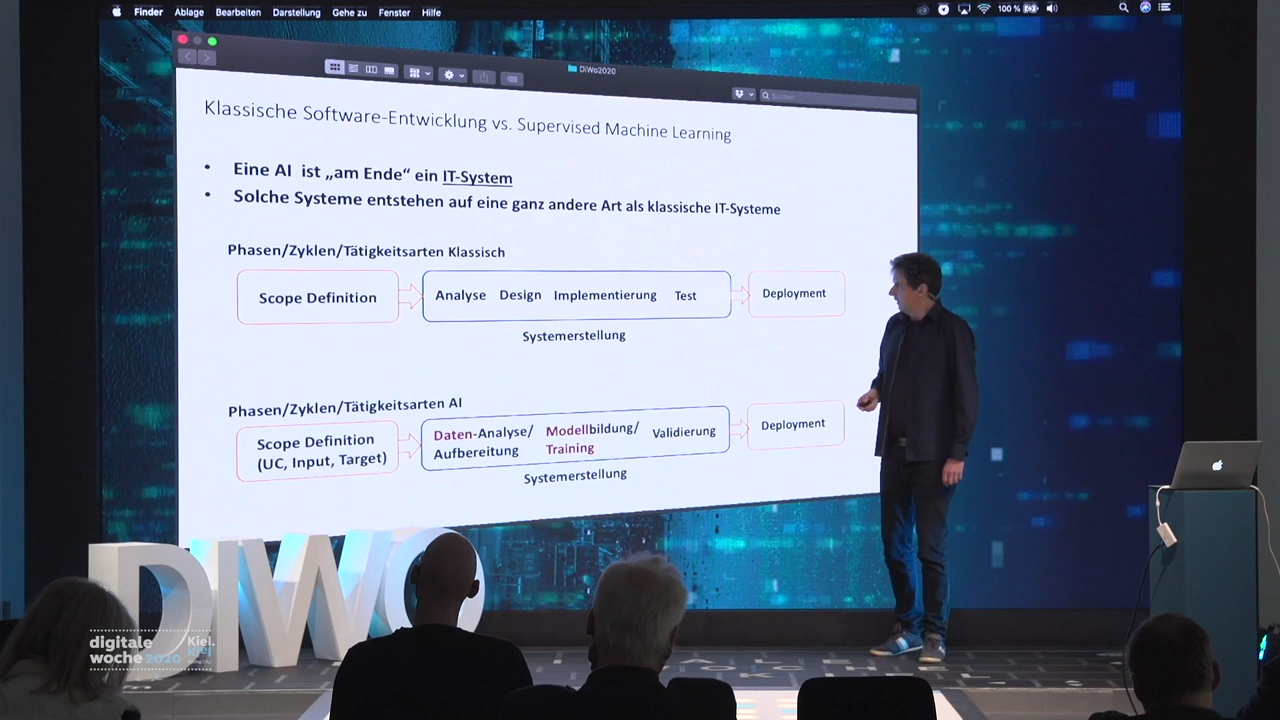 Finder Ablage Bearbeiten Darstellung Gehe zu Fenster Hilfe
100 %
DiWo2020
Suchen
Klassische Software-Entwicklung vs. Supervised Machine Learning
• Eine AI ist „am Ende“ ein IT-System
• Solche Systeme entstehen auf eine ganz andere Art als klassische IT-Systeme
Phasen/Zyklen/Tätigkeitsarten Klassisch
Scope Definition
Analyse Design Implementierung Test
Deployment
Systemerstellung
Phasen/Zyklen/Tätigkeitsarten AI
Scope Definition
(UC, Input, Target)
Daten-Analyse/
Aufbereitung
Modellbildung/
Training
Validierung
Deployment
Systemerstellung
DiWO
digitale
woche 2020
Kiel.